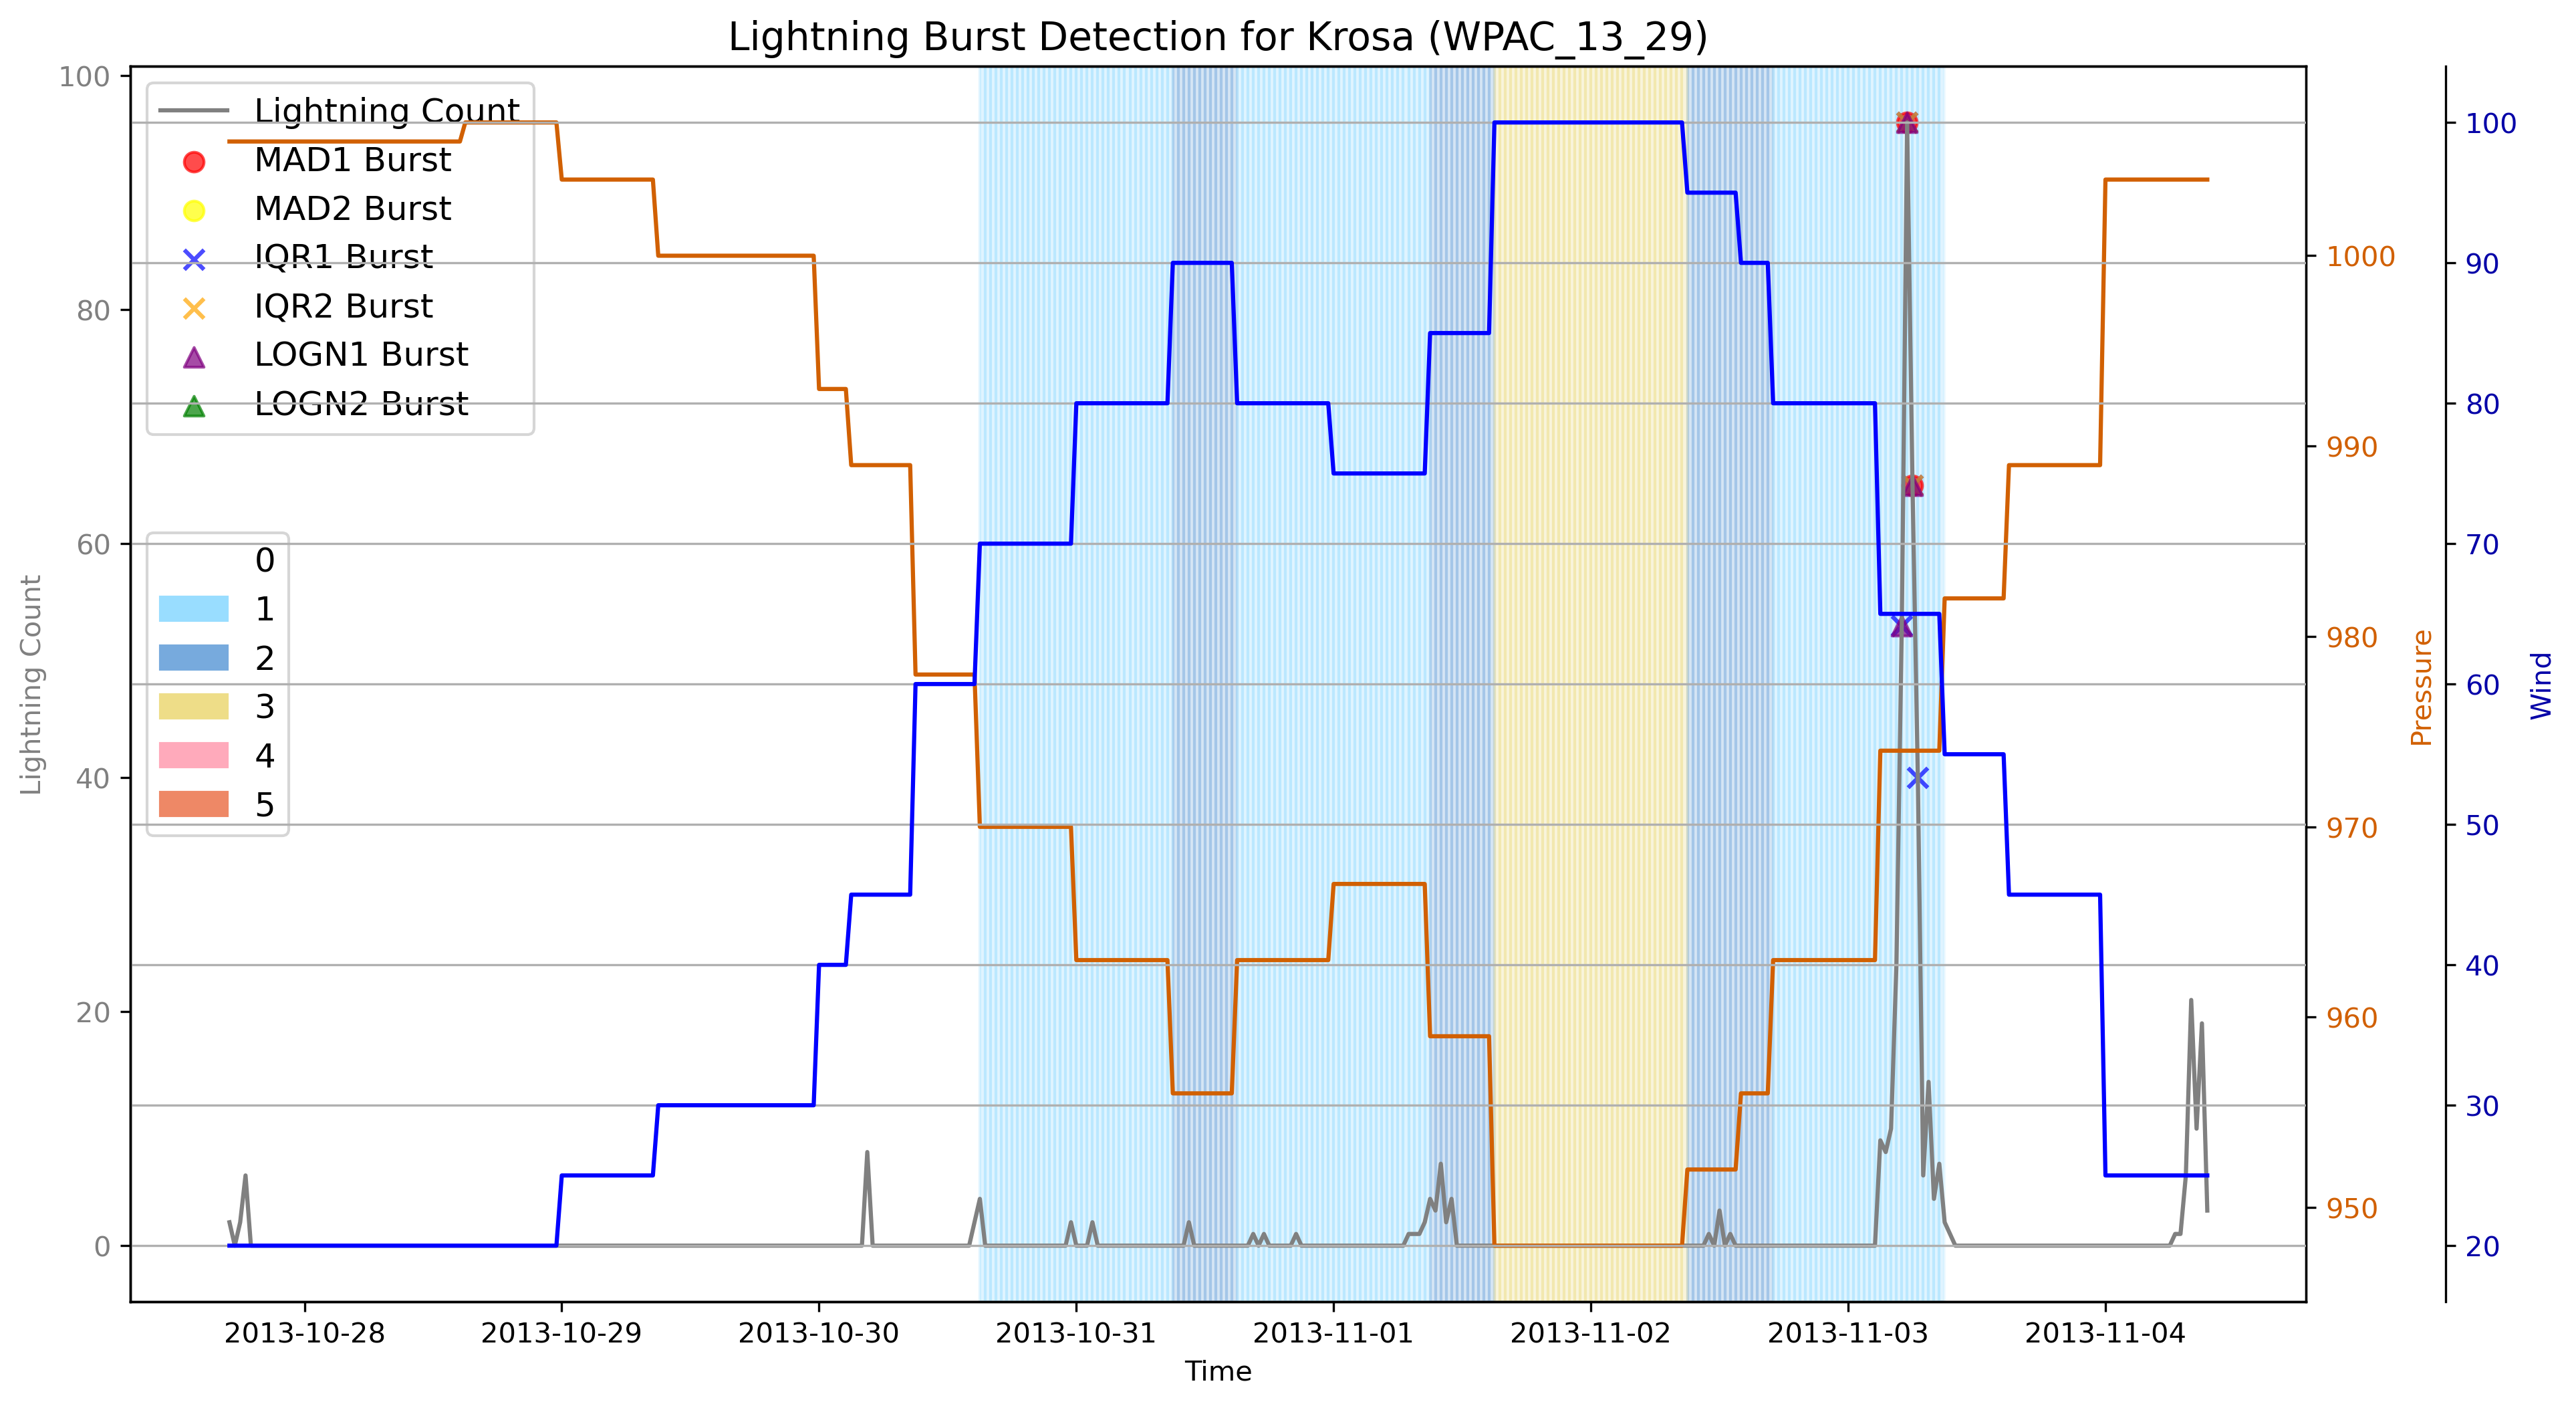 Lightning Burst Detection for Krosa (WPAC_13_29)
Lightning Count
MAD1 Burst
MAD2 Burst
IQR1 Burst
IQR2 Burst
LOGN1 Burst
LOGN2 Burst
0
1
2
3
4
5
100
80
60
40
20
0
Lightning Count
1000
990
980
970
960
950
Pressure
100
90
80
70
60
50
40
30
20
Wind
2013-10-28
2013-10-29
2013-10-30
2013-10-31
2013-11-01
2013-11-02
2013-11-03
2013-11-04
Time